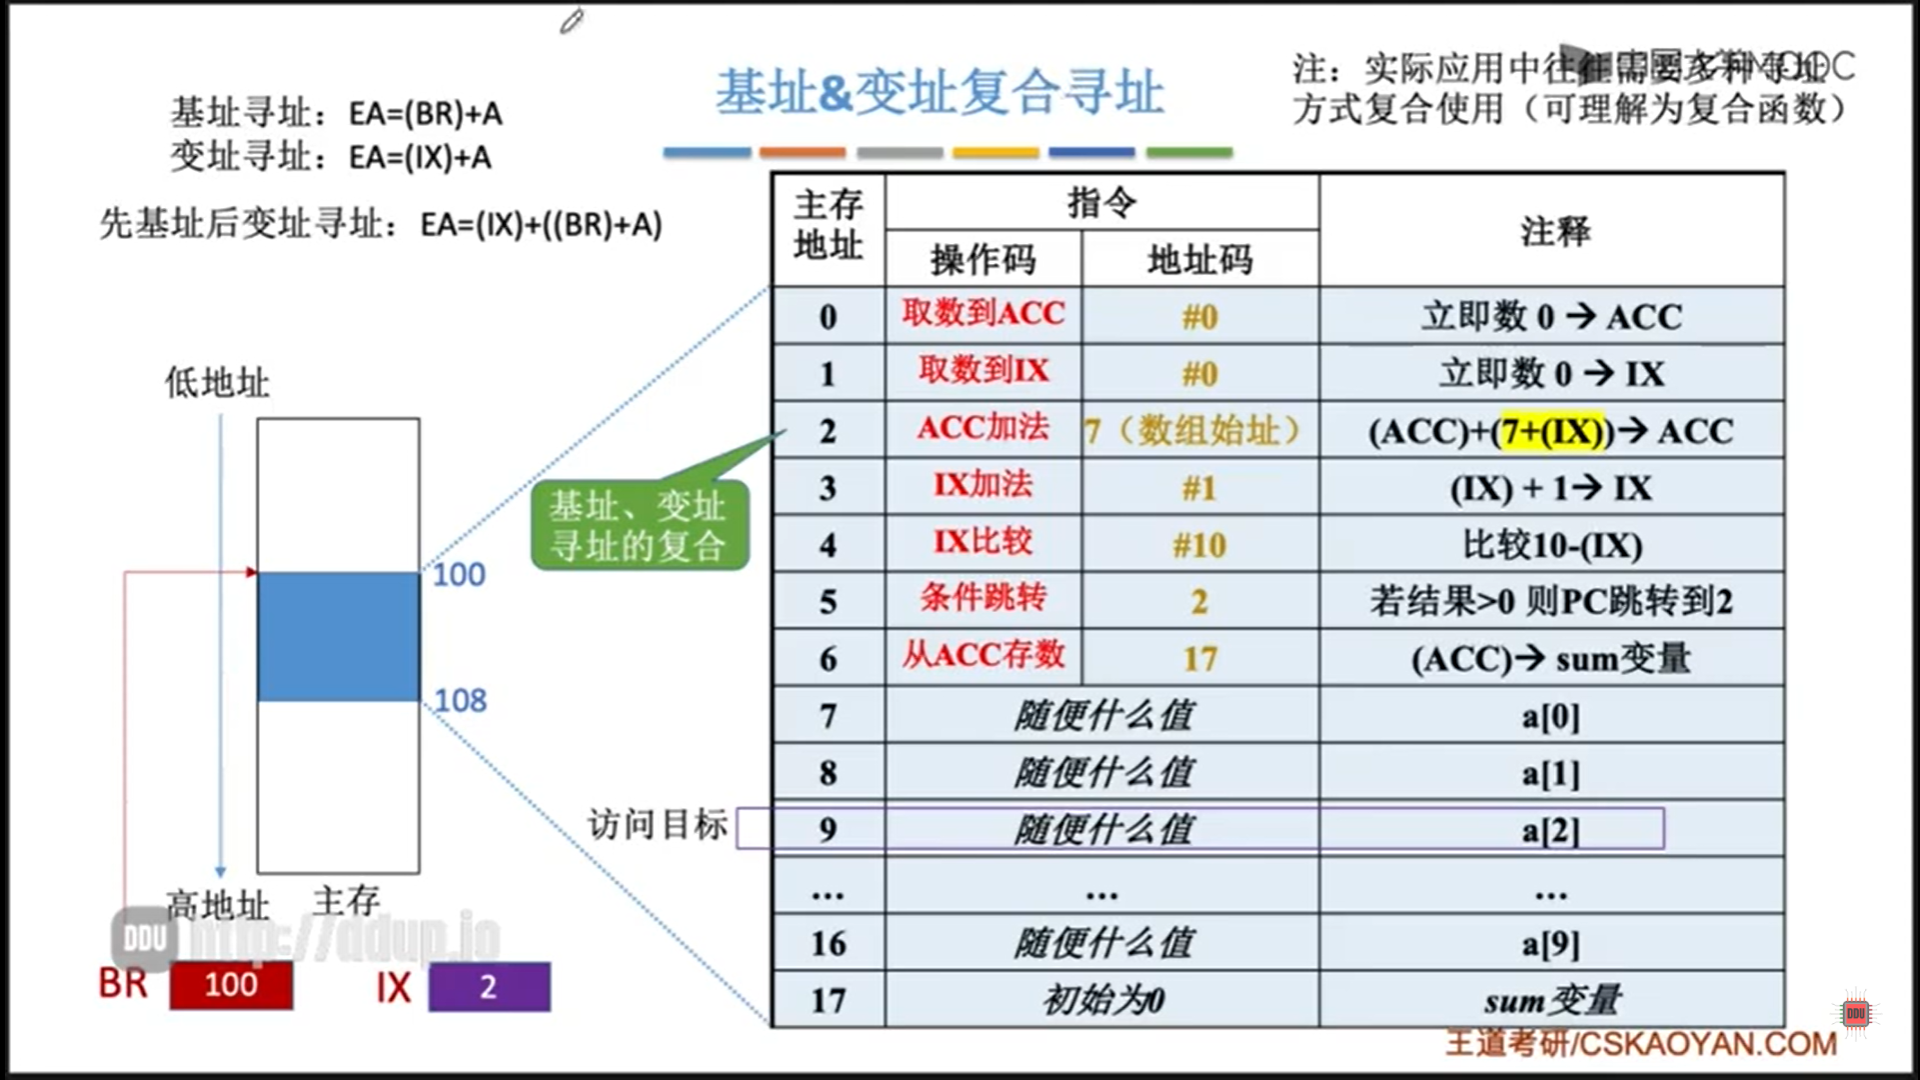 基址&变址复合寻址
基址寻址：EA=(BR)+A
变址寻址：EA=(IX)+A
先基址后变址寻址：EA=(IX)+((BR)+A)
注：实际应用中往往需要多种寻址
方式复合使用（可理解为复合函数）
低地址
100
108
高地址
主存
http://ddup.io
DDU
BR 100
IX 2
基址、变址
寻址的复合
访问目标
主存地址 指令 注释
操作码 地址码
0 取数到ACC #0 立即数 0 → ACC
1 取数到IX #0 立即数 0 → IX
2 ACC加法 7（数组始址） (ACC)+(7+(IX))→ ACC
3 IX加法 #1 (IX) + 1→ IX
4 IX比较 #10 比较10-(IX)
5 条件跳转 2 若结果>0 则PC跳转到2
6 从ACC存数 17 (ACC)→ sum变量
7 随便什么值 a[0]
8 随便什么值 a[1]
9 随便什么值 a[2]
... ... ...
16 随便什么值 a[9]
17 初始为0 sum变量
DDU
王道考研/CSKAOYAN.COM